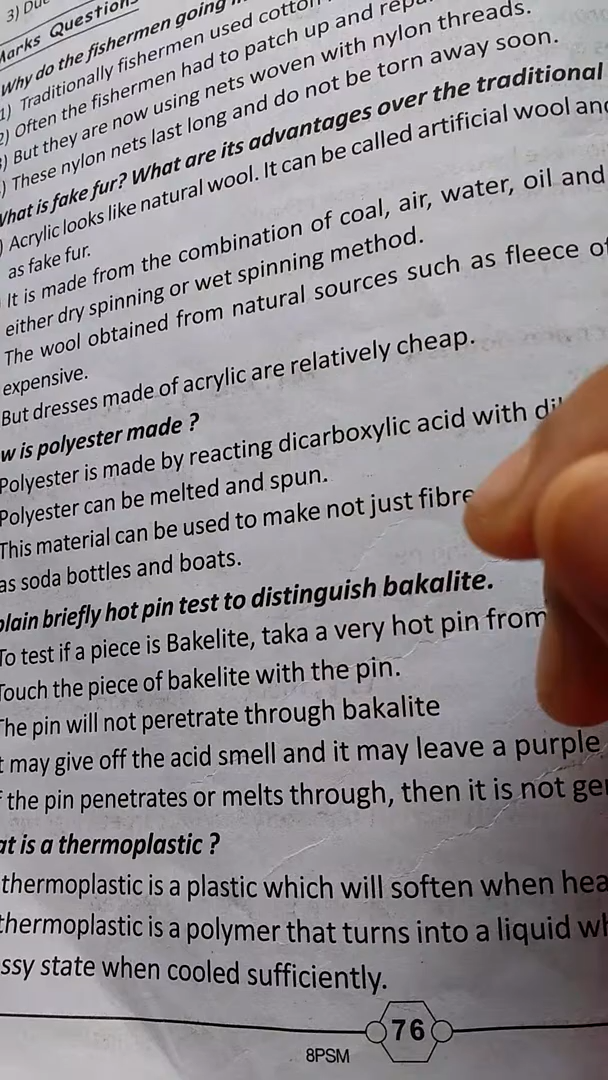 3) Due
Marks Questions
Why do the fishermen going
1) Traditionally fishermen used cotton
2) Often the fishermen had to patch up and
) But they are now using nets woven with nylon threads.
) These nylon nets last long and do not be torn away soon.
What is fake fur? What are its advantages over the traditional
) Acrylic looks like natural wool. It can be called artificial wool and
as fake fur.
It is made from the combination of coal, air, water, oil and
either dry spinning or wet spinning method.
The wool obtained from natural sources such as fleece of
expensive.
But dresses made of acrylic are relatively cheap.
w is polyester made ?
Polyester is made by reacting dicarboxylic acid with
Polyester can be melted and spun.
This material can be used to make not just fibre
as soda bottles and boats.
plain briefly hot pin test to distinguish bakalite.
To test if a piece is Bakelite, taka a very hot pin from
Touch the piece of bakelite with the pin.
The pin will not peretrate through bakalite
t may give off the acid smell and it may leave a purple
f the pin penetrates or melts through, then it is not
at is a thermoplastic ?
thermoplastic is a plastic which will soften when hea
thermoplastic is a polymer that turns into a liquid wh
ssy state when cooled sufficiently.
76
8PSM